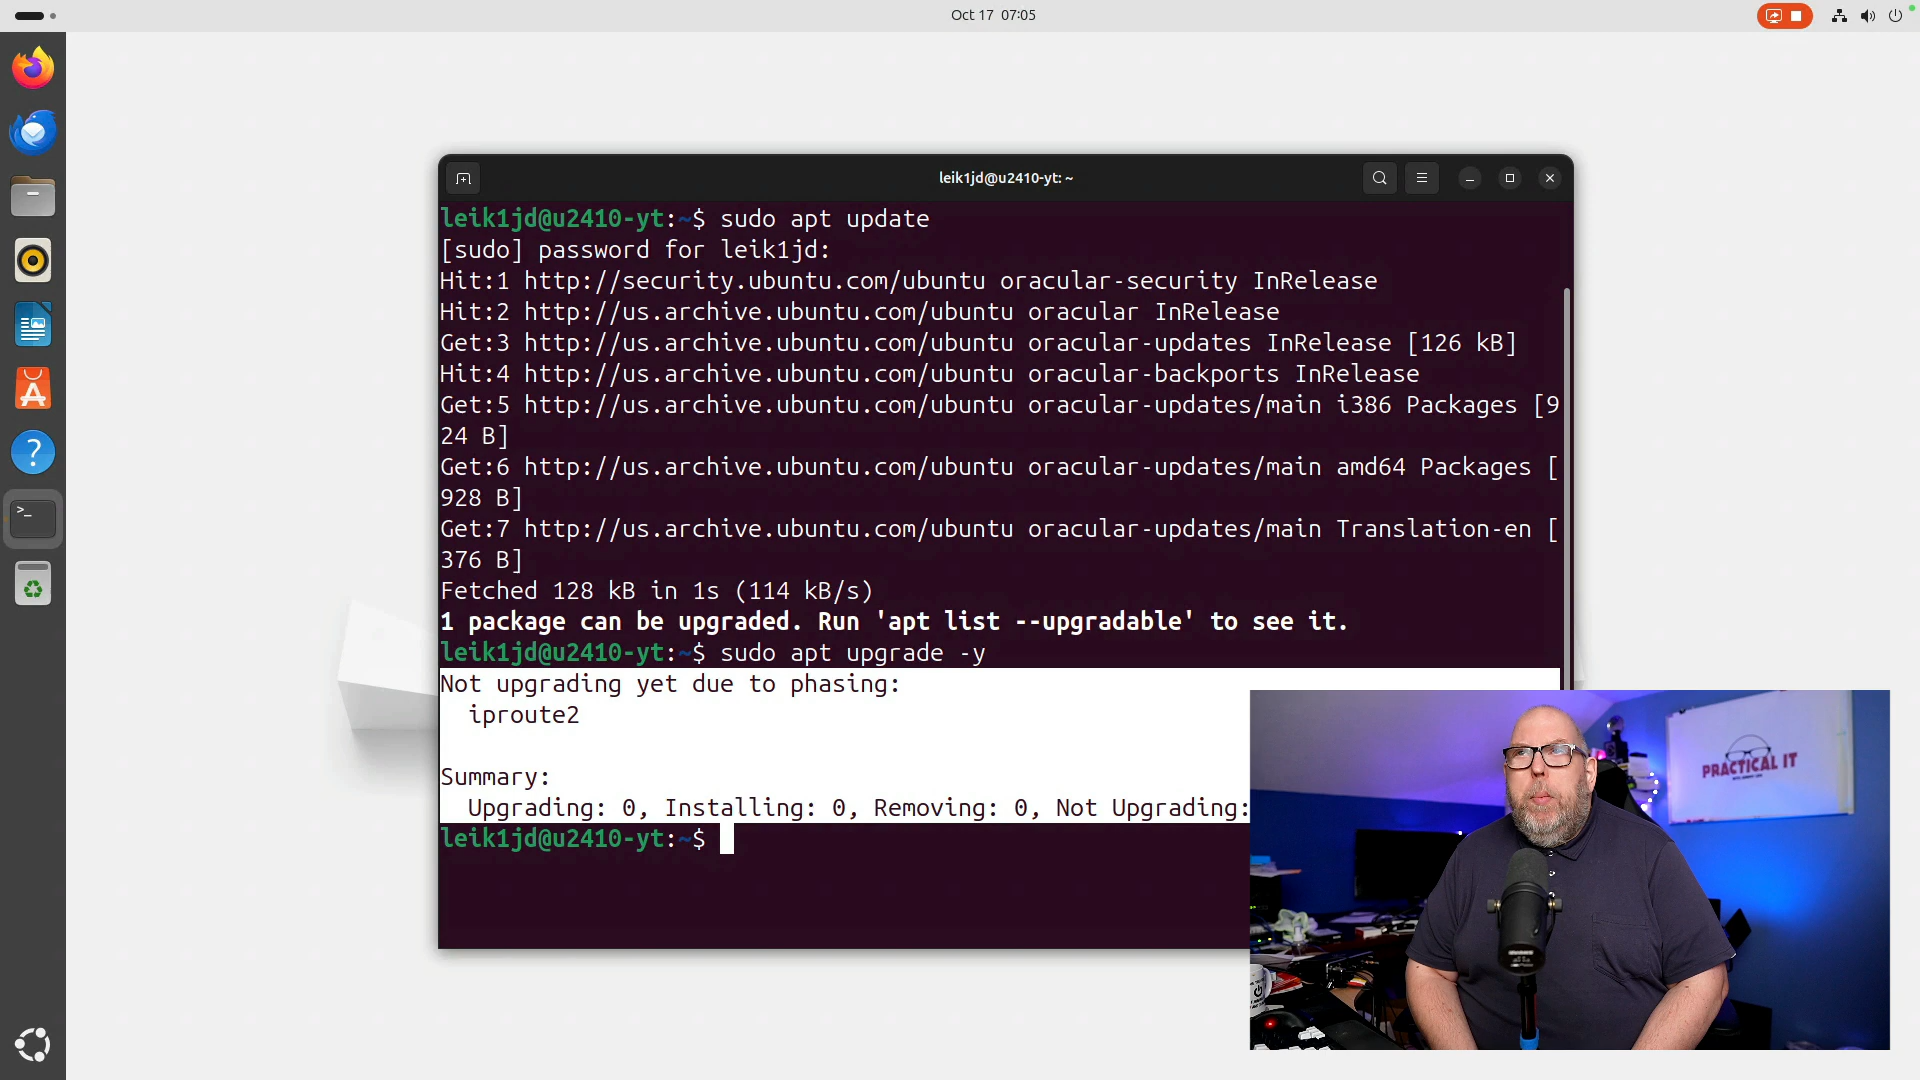 Oct 17 07:05
leik1jd@u2410-yt: ~
leik1jd@u2410-yt:~$ sudo apt update
[sudo] password for leik1jd:
Hit:1 http://security.ubuntu.com/ubuntu oracular-security InRelease
Hit:2 http://us.archive.ubuntu.com/ubuntu oracular InRelease
Get:3 http://us.archive.ubuntu.com/ubuntu oracular-updates InRelease [126 kB]
Hit:4 http://us.archive.ubuntu.com/ubuntu oracular-backports InRelease
Get:5 http://us.archive.ubuntu.com/ubuntu oracular-updates/main i386 Packages [9
24 B]
Get:6 http://us.archive.ubuntu.com/ubuntu oracular-updates/main amd64 Packages [
928 B]
Get:7 http://us.archive.ubuntu.com/ubuntu oracular-updates/main Translation-en [
376 B]
Fetched 128 kB in 1s (114 kB/s)
1 package can be upgraded. Run 'apt list --upgradable' to see it.
leik1jd@u2410-yt:~$ sudo apt upgrade -y
Not upgrading yet due to phasing:
  iproute2
Summary:
  Upgrading: 0, Installing: 0, Removing: 0, Not Upgrading:
leik1jd@u2410-yt:~$
PRACTICAL IT